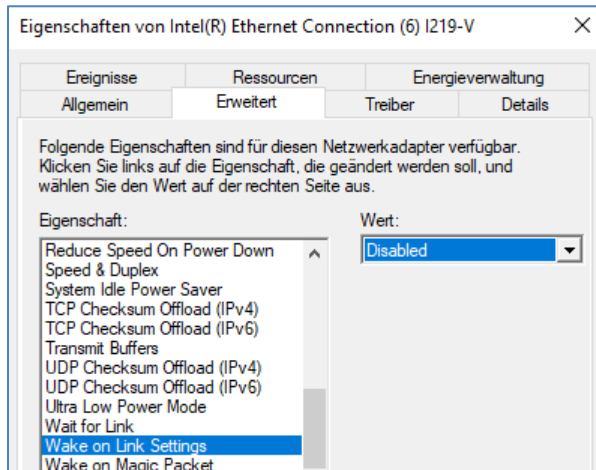 Eigenschaften von Intel(R) Ethernet Connection (6) I219-V
Ereignisse Ressourcen Energieverwaltung
Allgemein Erweitert Treiber Details
Folgende Eigenschaften sind für diesen Netzwerkadapter verfügbar.
Klicken Sie links auf die Eigenschaft, die geändert werden soll, und
wählen Sie den Wert auf der rechten Seite aus.
Eigenschaft: Wert:
Disabled
Reduce Speed On Power Down
Speed & Duplex
System Idle Power Saver
TCP Checksum Offload (IPv4)
TCP Checksum Offload (IPv6)
Transmit Buffers
UDP Checksum Offload (IPv4)
UDP Checksum Offload (IPv6)
Ultra Low Power Mode
Wait for Link
Wake on Link Settings
Wake on Magic Packet